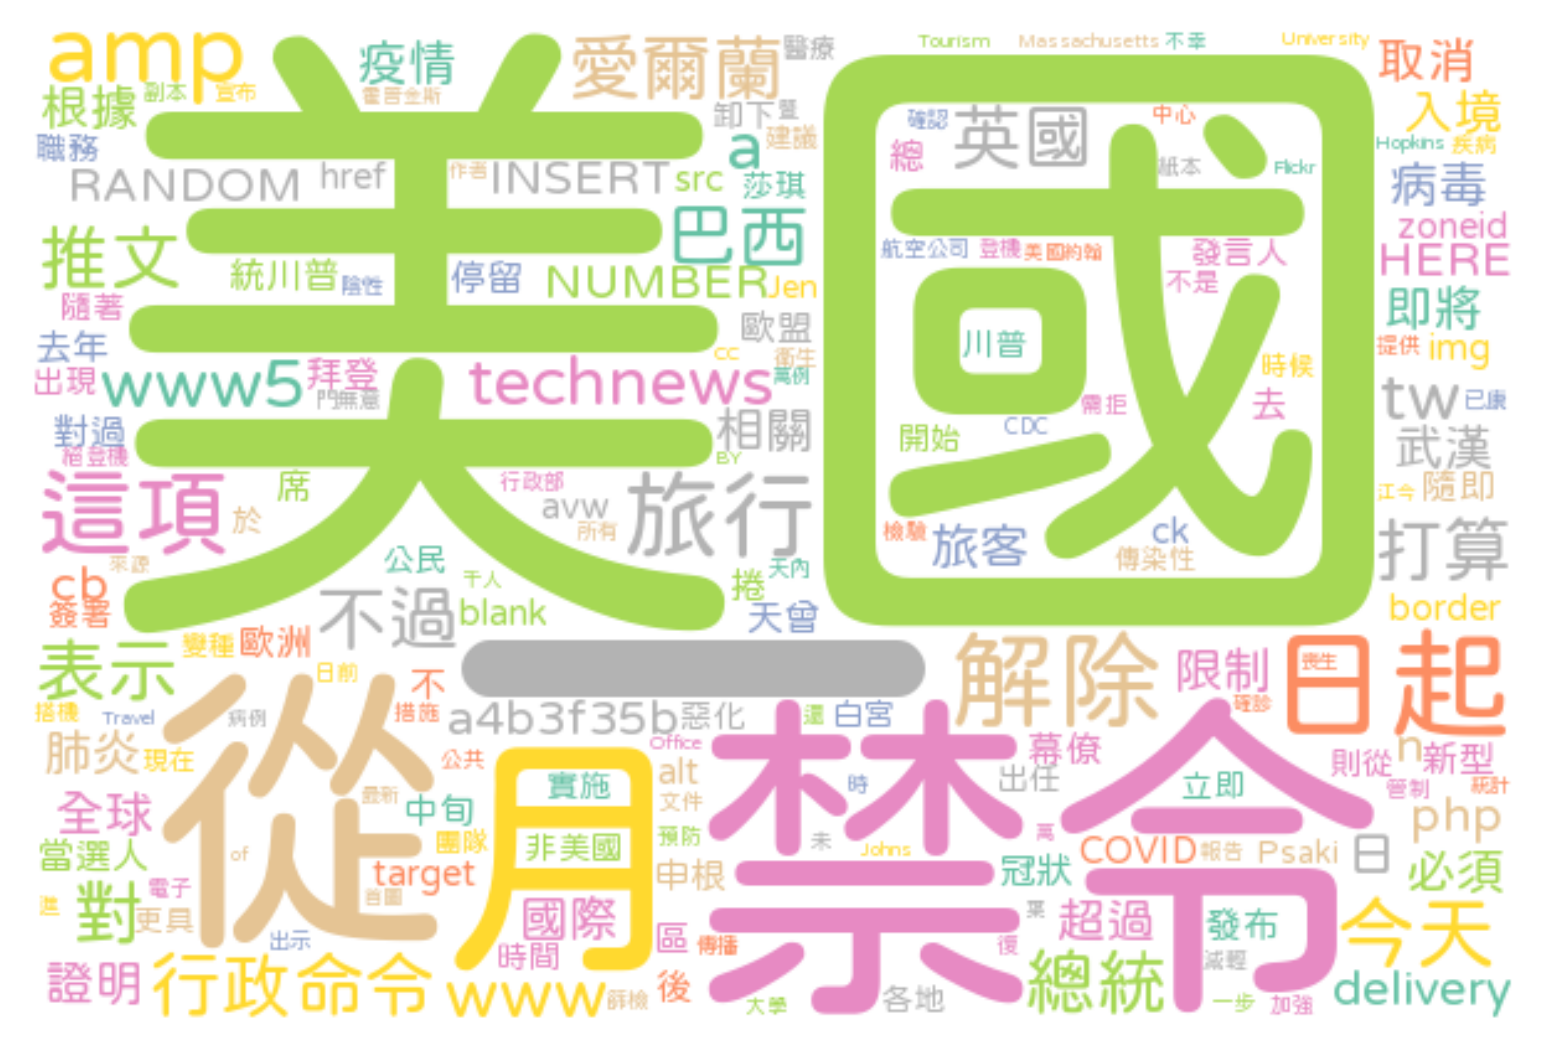 amp
疫情
愛爾蘭
醫療
Tourism
Massachusetts
不幸
University
取消
根據
副本
宣布
霍普金斯
卸下
暨
建議
入境
職務
RANDOM
href
作者
INSERT
src
a
莎琪
確認
英國
中心
總
紙本
Flickr
Hopkins
疾病
病毒
美國
推文
統川普
陰性
停留
巴西
NUMBER
Jen
航空公司
登機
美國約翰
發言人
不是
zoneid
HERE
隨著
歐盟
川普
即將
去年
出現
www5
拜登
門無意
technews
CC
衛生
萬例
時候
提供
img
需拒
去
tw
已康
對過
絕登機
相關
BY
開始
CDC
武漢
席
行政部
avw
旅行
這項
於
所有
檢驗
旅客
ck
傳染性
江今
隨即
打算
來源
cb
簽署
公民
千人
天內
捲
不過
blank
天曾
border
表示
變種
歐洲
一
解除
限制
喪生
日起
日前
不
搭機
Travel
病例
措施
a4b3f35b
惡化
還
白宮
確診
肺炎
現在
從
公共
Office
禁令
幕僚
n
新型
則從
alt
出任
管制
統計
全球
最新
中旬
月
實施
文件
時
立即
php
當選人
of
團隊
非美國
預防
未
Johns
萬
COVID
報告
Psaki
日
必須
target
首圖
申根
冠狀
進
對
電子
更具
國際
區
傳播
葉
超過
發布
今天
出示
時間
復
減輕
證明
行政命令
www
篩檢
後
大學
各地
總統
一步
加強
delivery